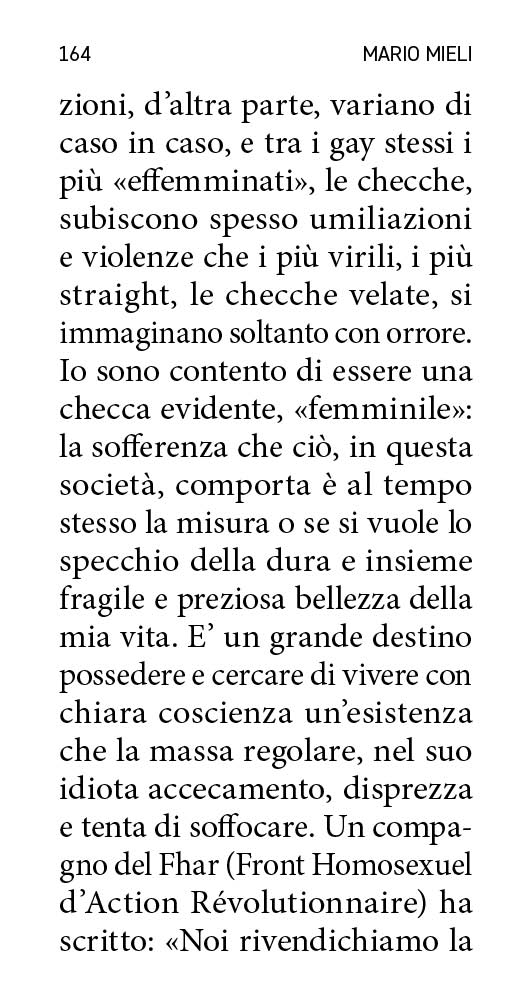 164 MARIO MIELI
zioni, d’altra parte, variano di
caso in caso, e tra i gay stessi i
più «effemminati», le checche,
subiscono spesso umiliazioni
e violenze che i più virili, i più
straight, le checche velate, si
immaginano soltanto con orrore.
Io sono contento di essere una
checca evidente, «femminile»:
la sofferenza che ciò, in questa
società, comporta è al tempo
stesso la misura o se si vuole lo
specchio della dura e insieme
fragile e preziosa bellezza della
mia vita. E’ un grande destino
possedere e cercare di vivere con
chiara coscienza un’esistenza
che la massa regolare, nel suo
idiota accecamento, disprezza
e tenta di soffocare. Un compa-
gno del Fhar (Front Homosexuel
d’Action Révolutionnaire) ha
scritto: «Noi rivendichiamo la